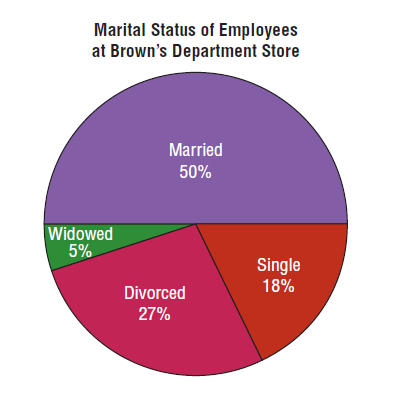 Marital Status of Employees
at Brown's Department Store
Married
50%
Widowed
5%
Single
18%
Divorced
27%